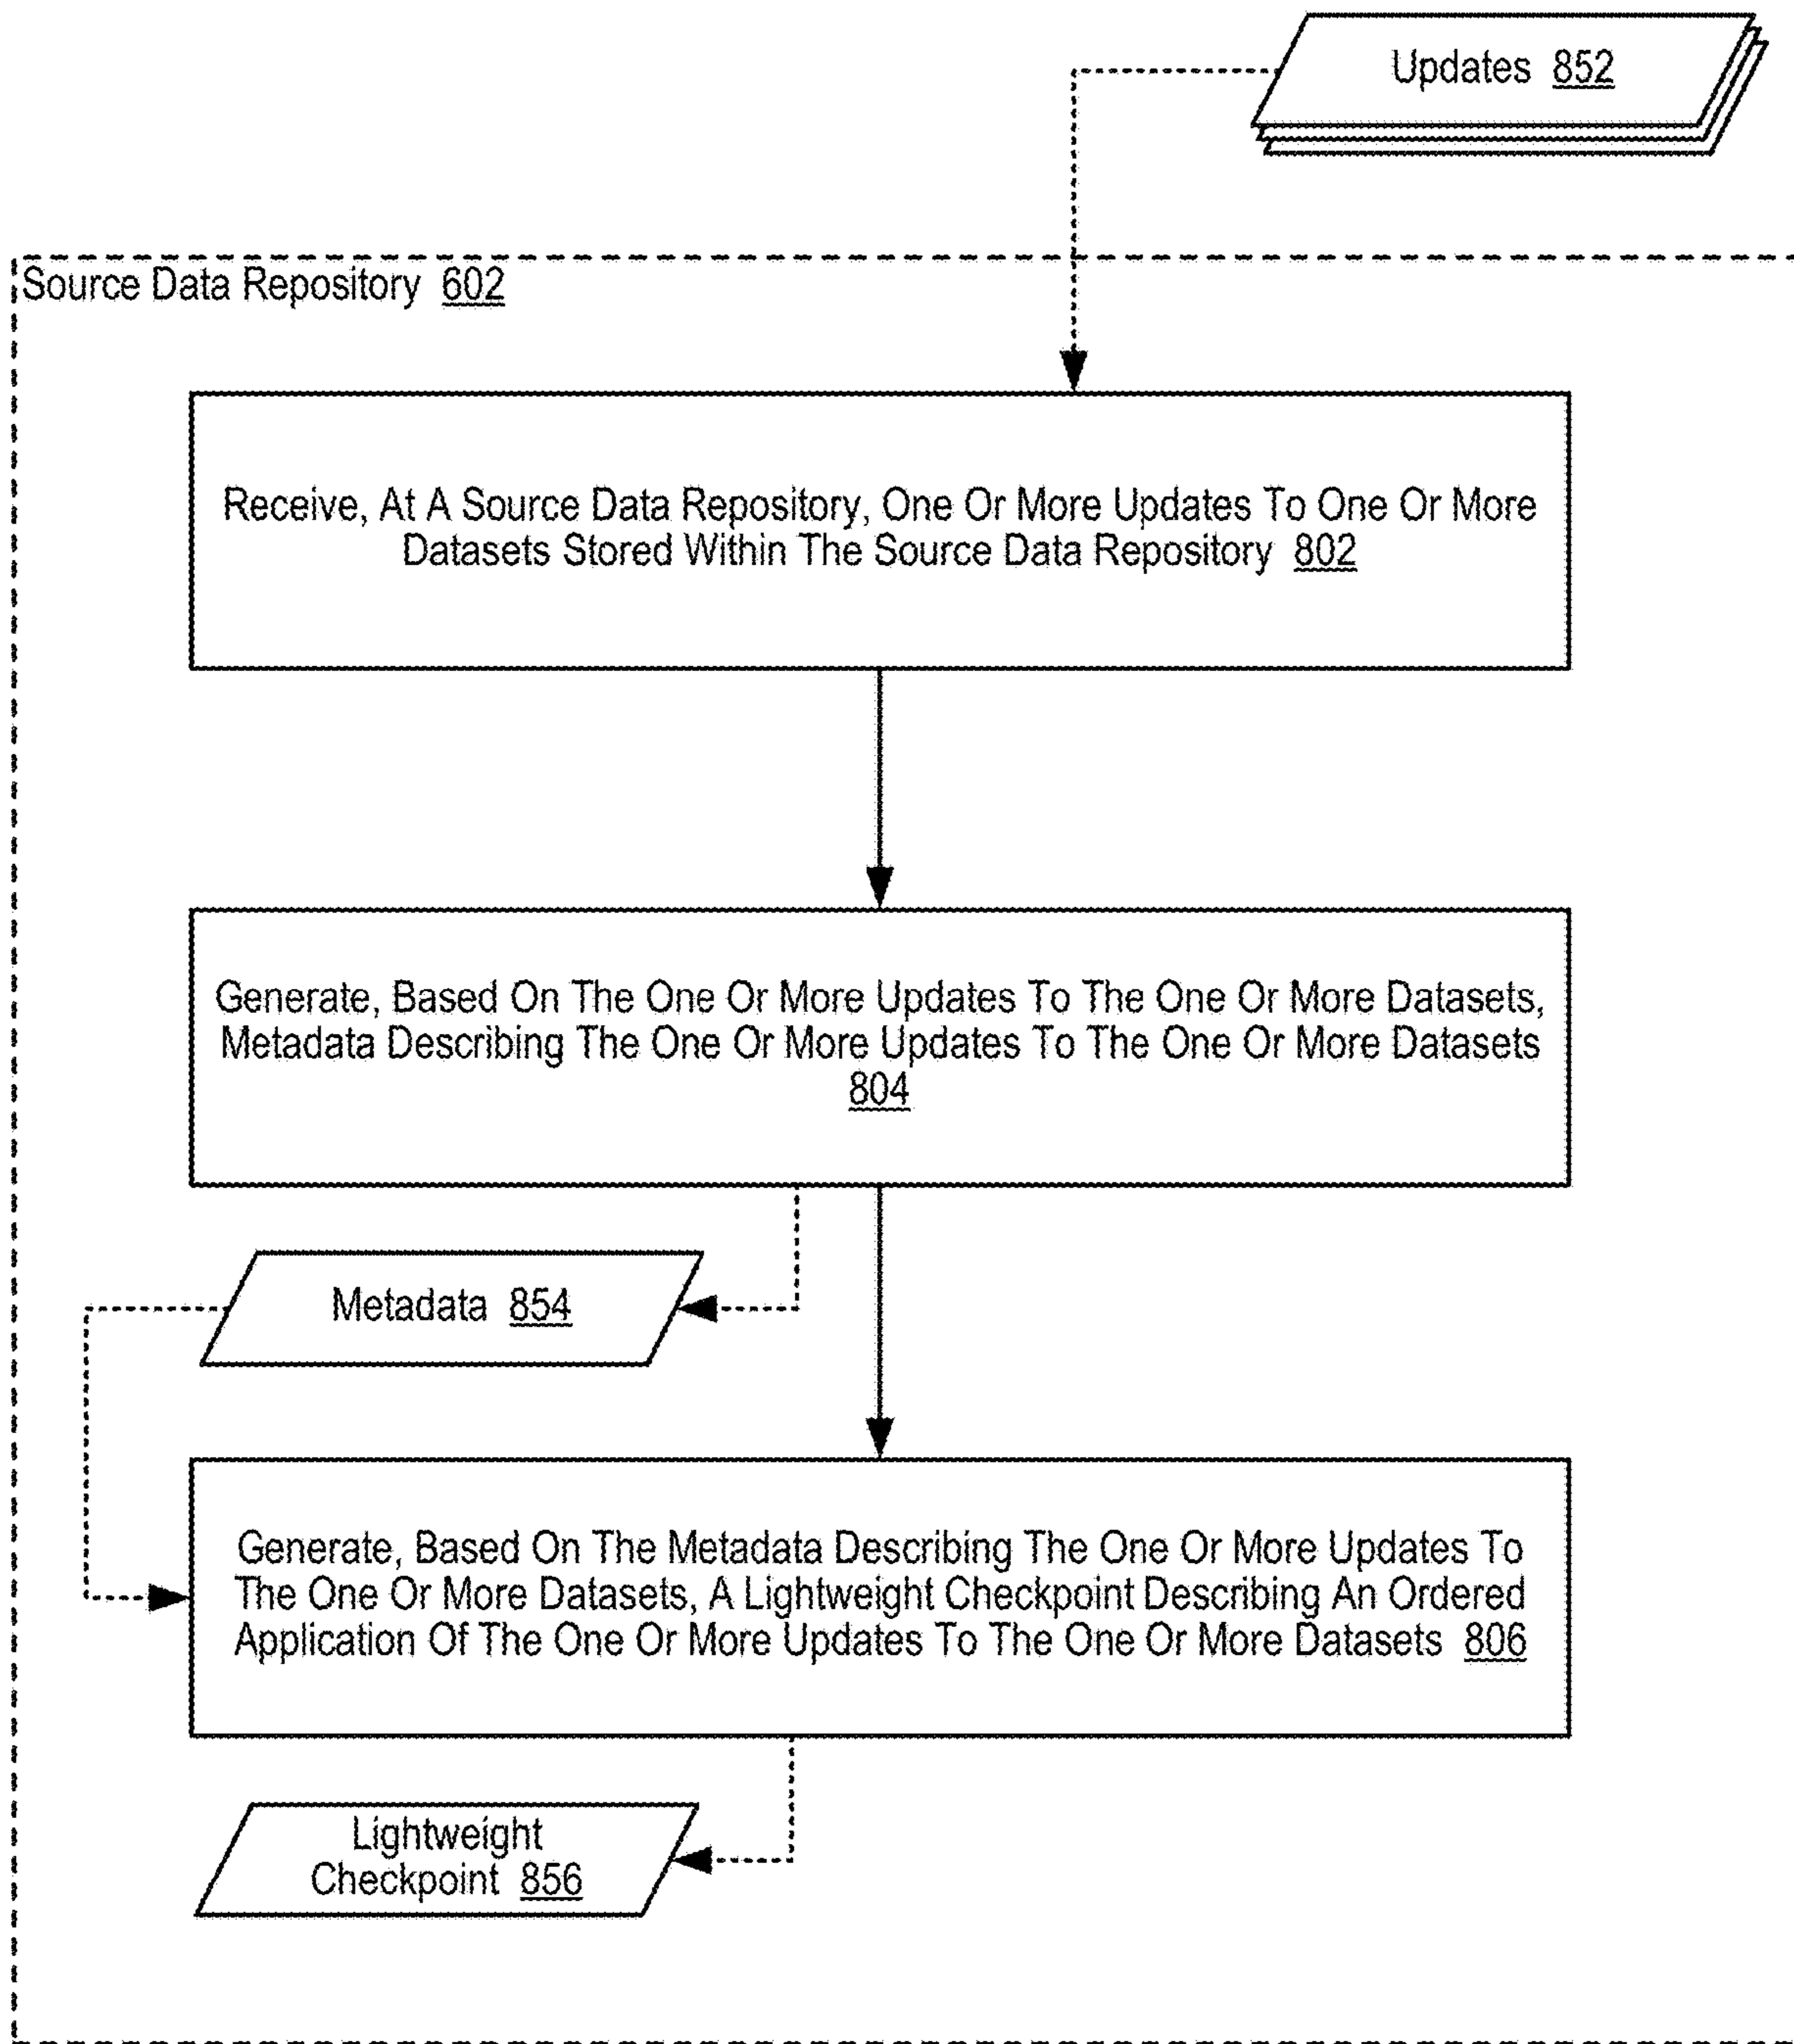 Updates 852
Source Data Repository 602
Receive, At A Source Data Repository, One Or More Updates To One Or More
Datasets Stored Within The Source Data Repository 802
Generate, Based On The One Or More Updates To The One Or More Datasets,
Metadata Describing The One Or More Updates To The One Or More Datasets
804
Metadata 854
Generate, Based On The Metadata Describing The One Or More Updates To
The One Or More Datasets, A Lightweight Checkpoint Describing An Ordered
Application Of The One Or More Updates To The One Or More Datasets 806
Lightweight
Checkpoint 856